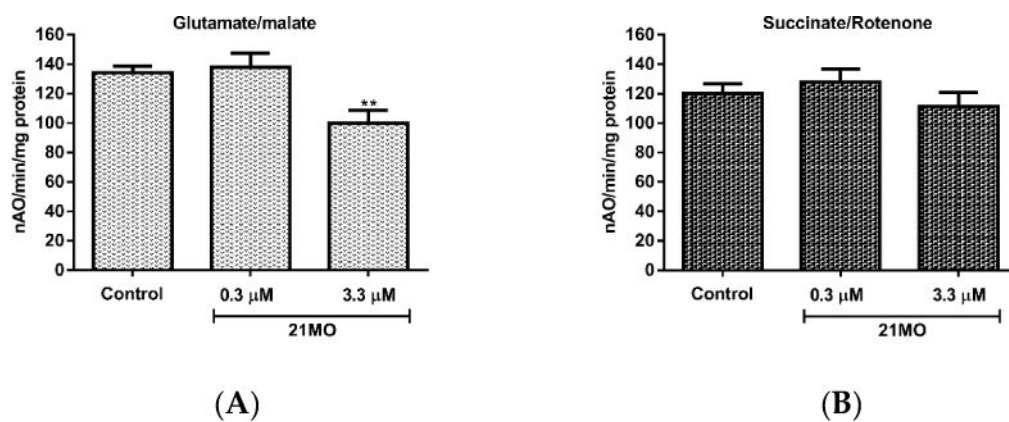 Glutamate/malate
nAO/min/mg protein
160
140
120
100
80
60
40
20
0
**
Control
0.3 μM
3.3 μM
21MO
(A)
Succinate/Rotenone
nAO/min/mg protein
160
140
120
100
80
60
40
20
0
Control
0.3 μM
3.3 μM
21MO
(B)